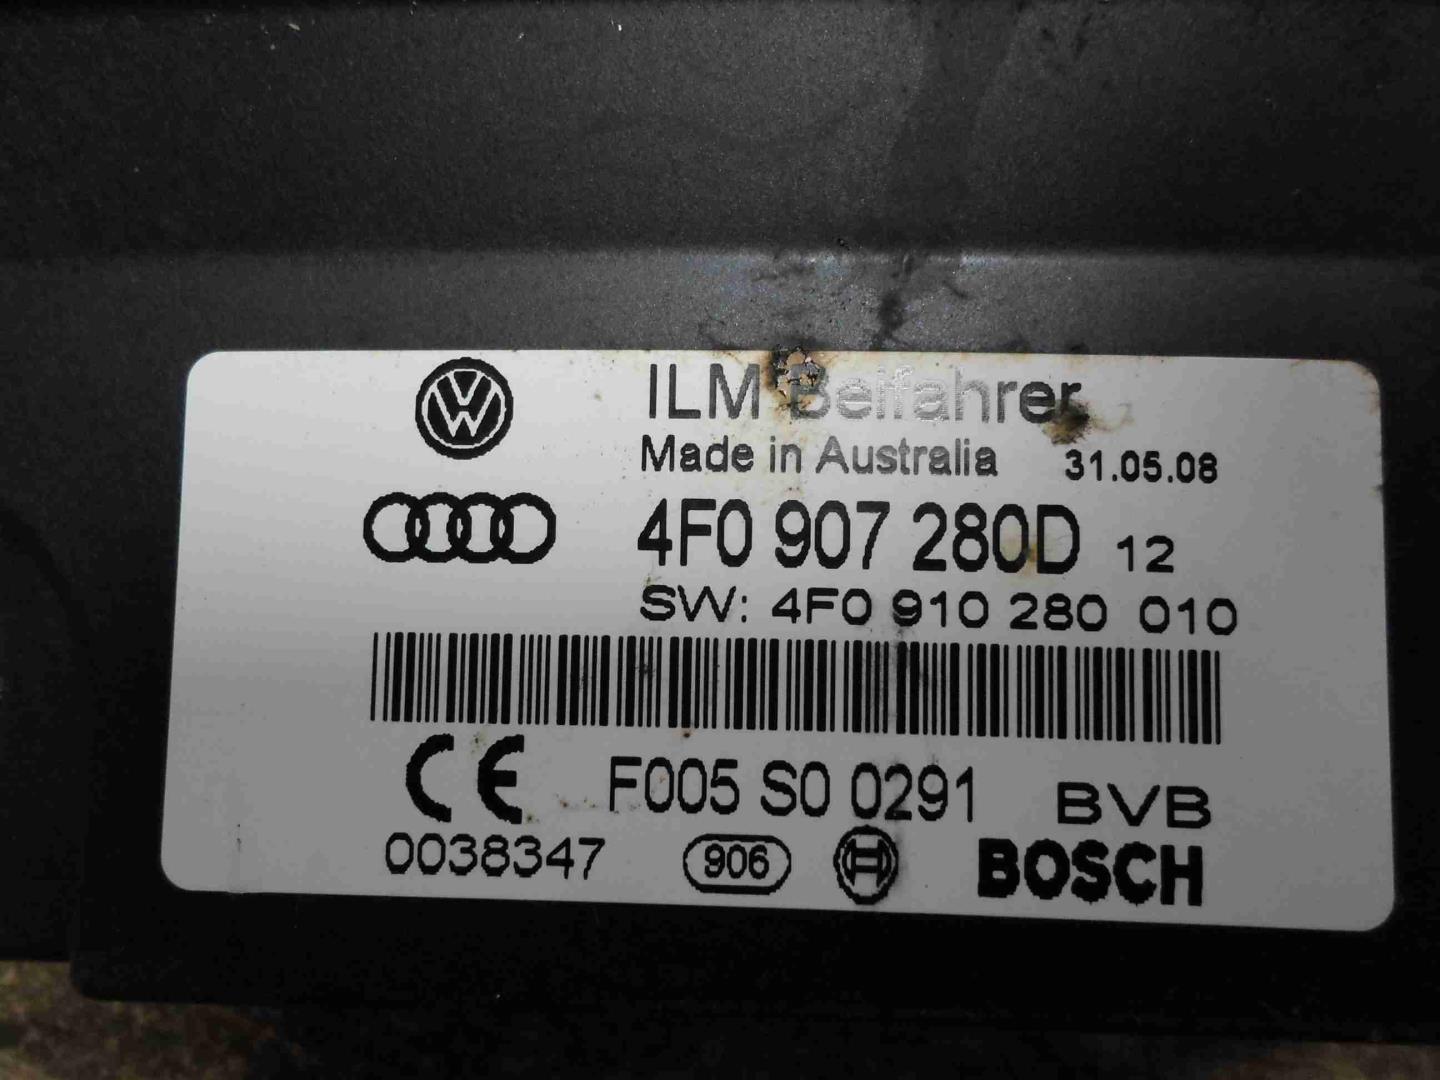 ILM Beifahrer
Made in Australia 31.05.08
4F0 907 280D 12
SW: 4F0 910 280 010
CE F005 S0 0291 BVB
0038347 906 BOSCH